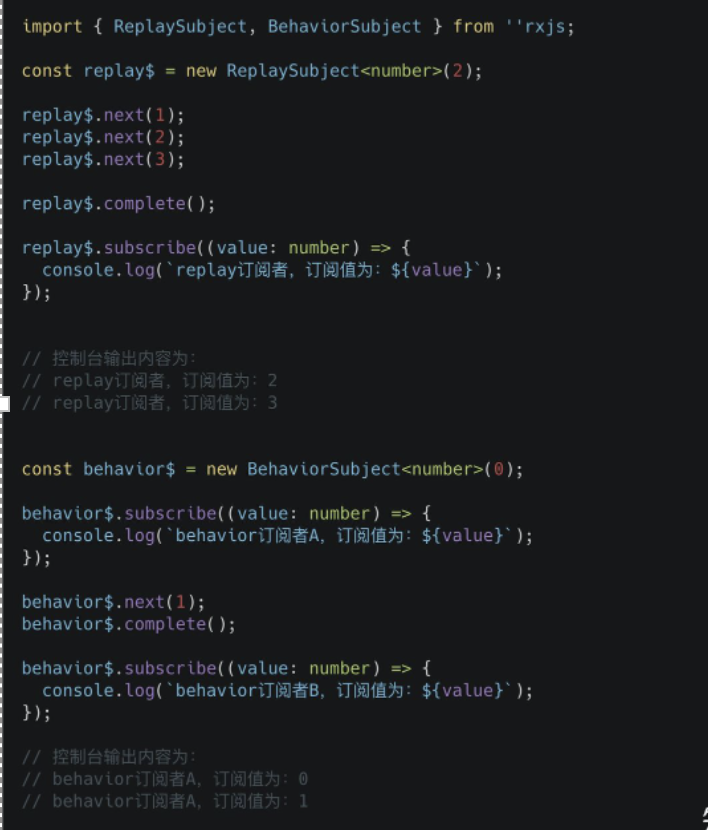 import { ReplaySubject, BehaviorSubject } from ''rxjs;
const replay$ = new ReplaySubject<number>(2);
replay$.next(1);
replay$.next(2);
replay$.next(3);
replay$.complete();
replay$.subscribe((value: number) => {
  console.log(`replay订阅者，订阅值为：${value}`);
});
// 控制台输出内容为：
// replay订阅者，订阅值为：2
// replay订阅者，订阅值为：3
const behavior$ = new BehaviorSubject<number>(0);
behavior$.subscribe((value: number) => {
  console.log(`behavior订阅者A，订阅值为：${value}`);
});
behavior$.next(1);
behavior$.complete();
behavior$.subscribe((value: number) => {
  console.log(`behavior订阅者B，订阅值为：${value}`);
});
// 控制台输出内容为：
// behavior订阅者A，订阅值为：0
// behavior订阅者A，订阅值为：1